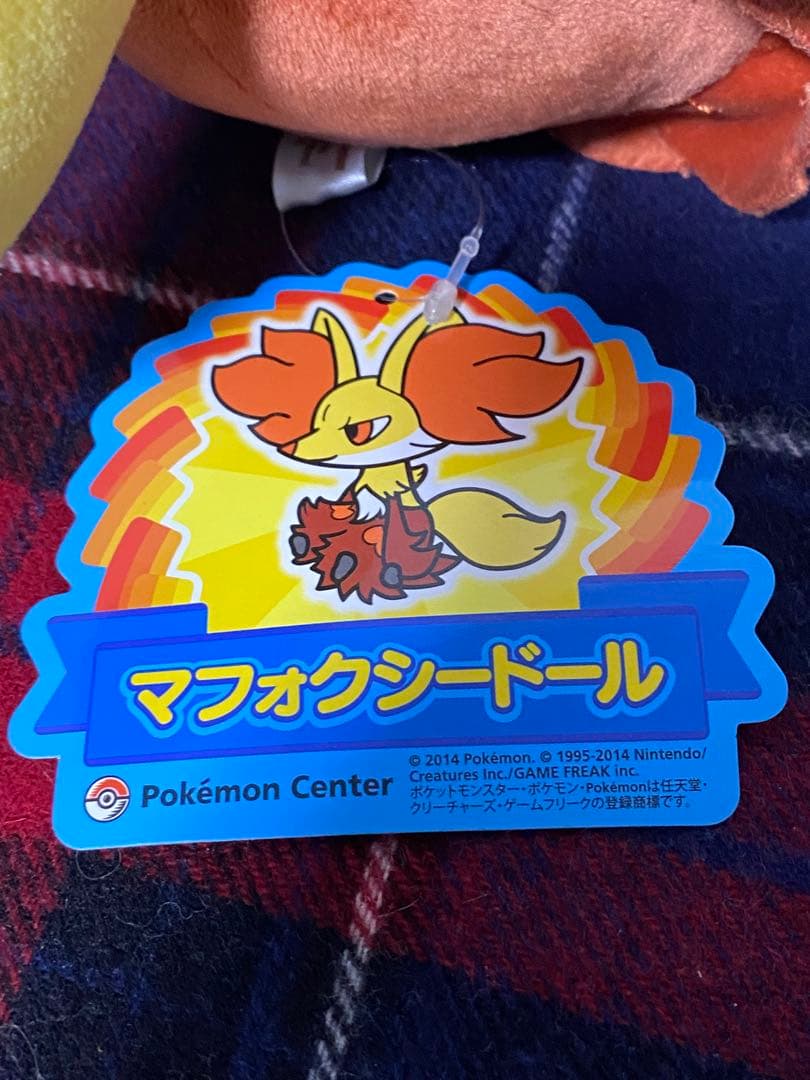 マフォクシードール
Pokémon Center
© 2014 Pokémon. © 1995-2014 Nintendo/
Creatures Inc./GAME FREAK inc.
ポケットモンスター・ポケモン・Pokémonは任天堂・
クリーチャーズ・ゲームフリークの登録商標です。